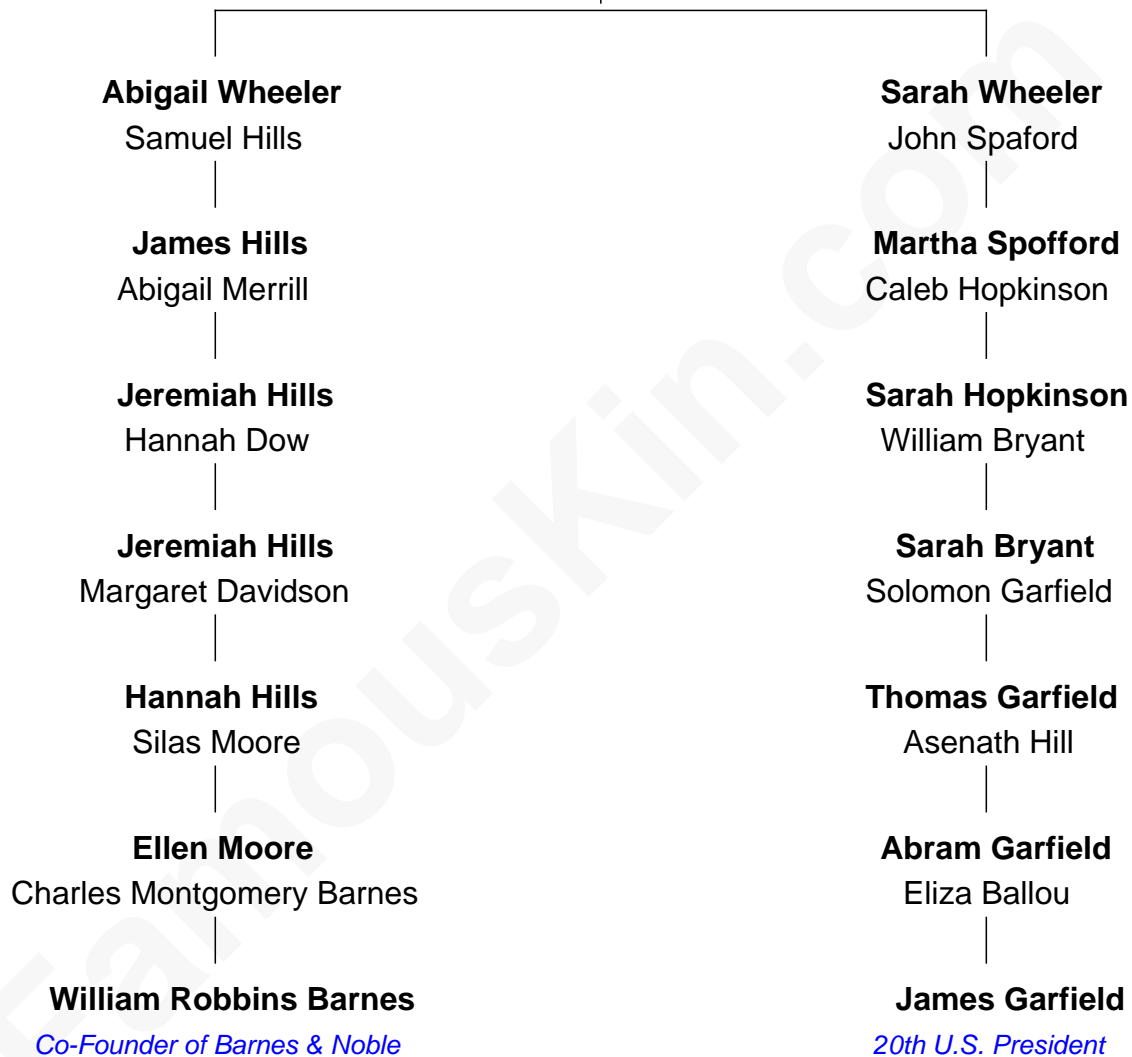 Abigail Wheeler
Samuel Hills
Sarah Wheeler
John Spaford
James Hills
Abigail Merrill
Martha Spofford
Caleb Hopkinson
Jeremiah Hills
Hannah Dow
Sarah Hopkinson
William Bryant
Jeremiah Hills
Margaret Davidson
Sarah Bryant
Solomon Garfield
Hannah Hills
Silas Moore
Thomas Garfield
Asenath Hill
Ellen Moore
Charles Montgomery Barnes
Abram Garfield
Eliza Ballou
William Robbins Barnes
Co-Founder of Barnes & Noble
James Garfield
20th U.S. President
FamousKin.com